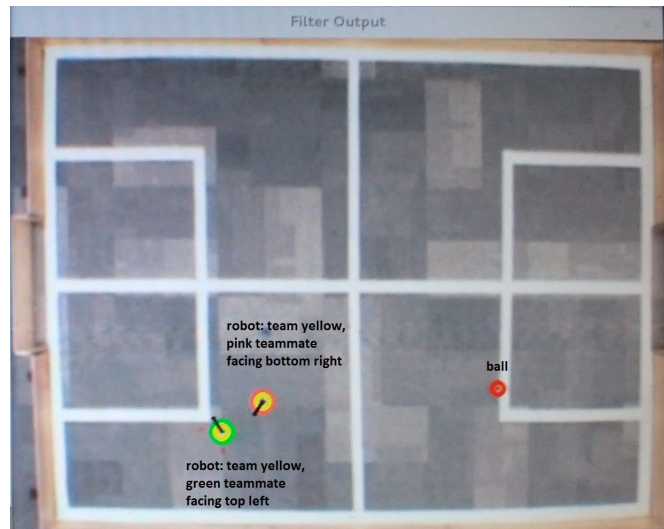 Filter Output
robot: team yellow,
pink teammate
facing bottom right
ball
robot: team yellow,
green teammate
facing top left